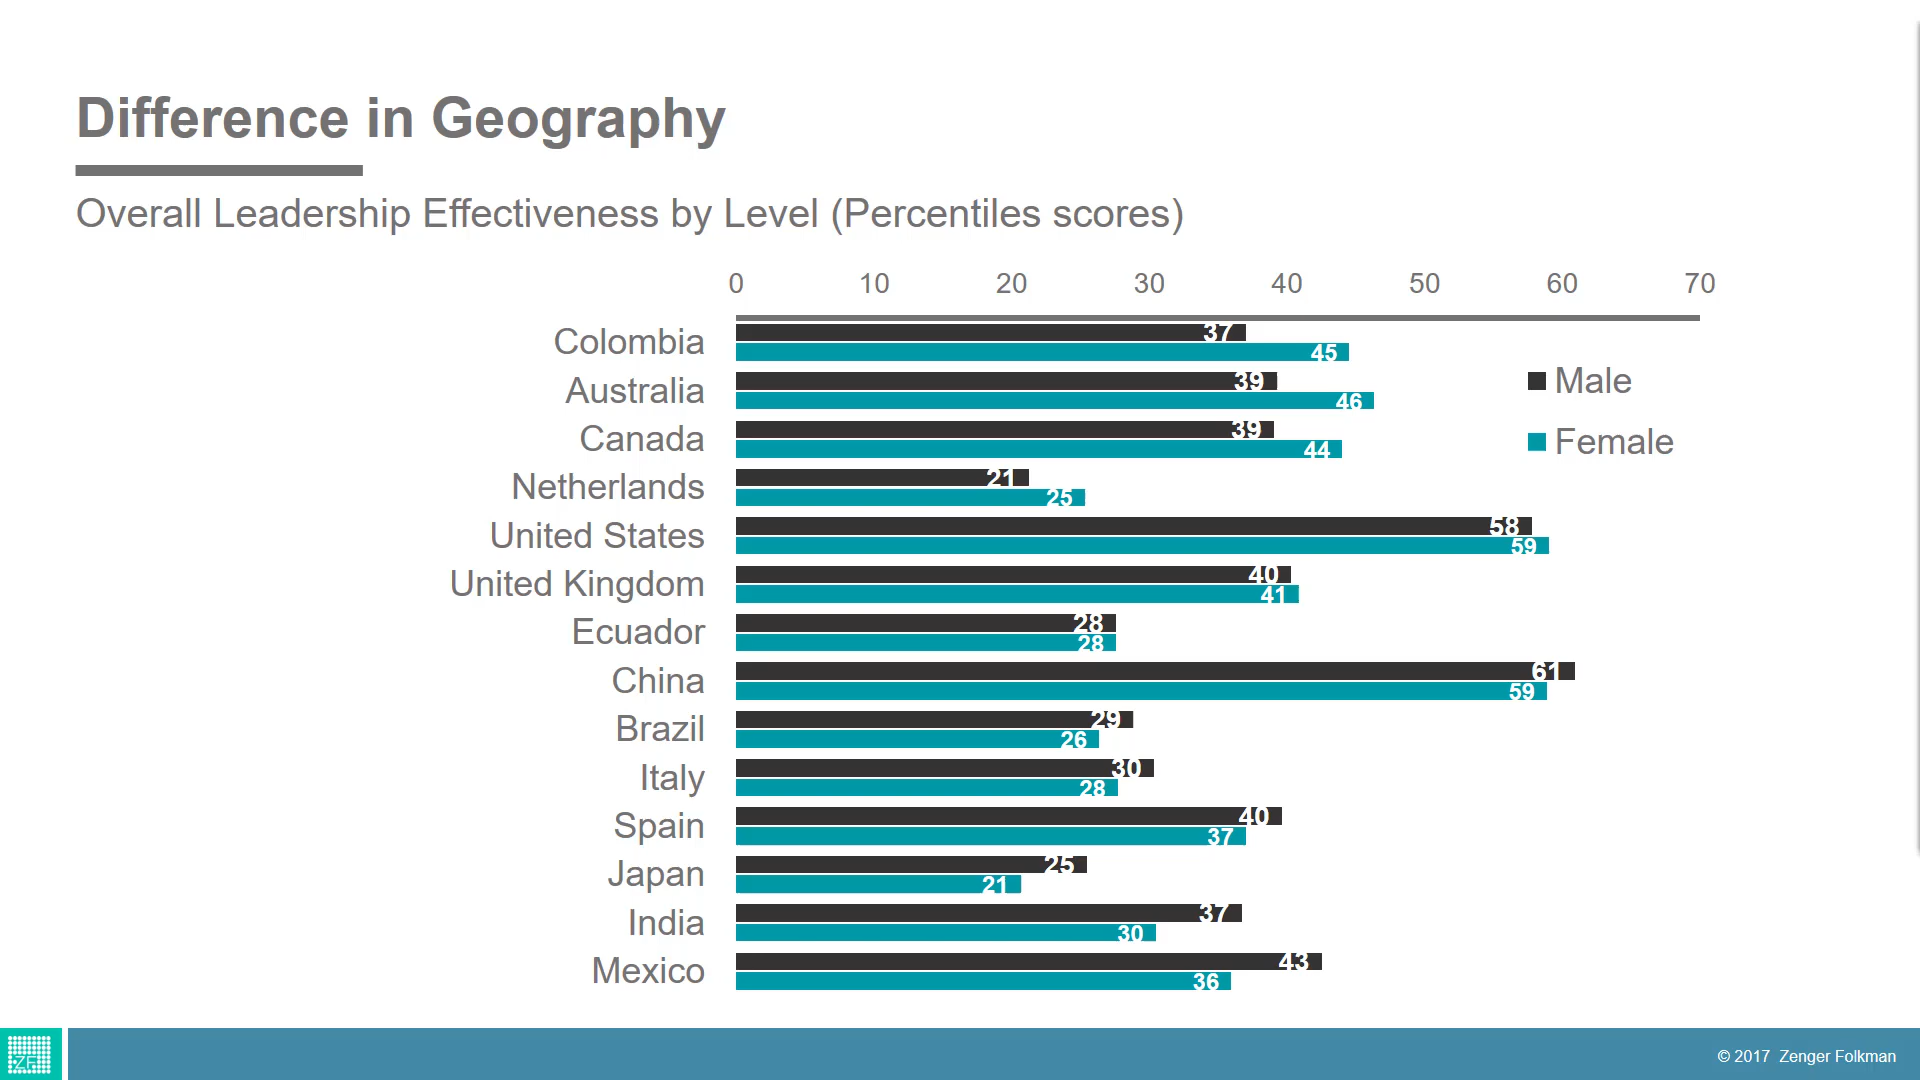 Difference in Geography
Overall Leadership Effectiveness by Level (Percentiles scores)
0 10 20 30 40 50 60 70
Colombia 37 45
Australia 39 46
Canada 39 44
Netherlands 21 25
United States 58 59
United Kingdom 40 41
Ecuador 28 28
China 61 59
Brazil 29 26
Italy 30 28
Spain 40 37
Japan 25 21
India 37 30
Mexico 43 36
Male
Female
ZF
© 2017 Zenger Folkman